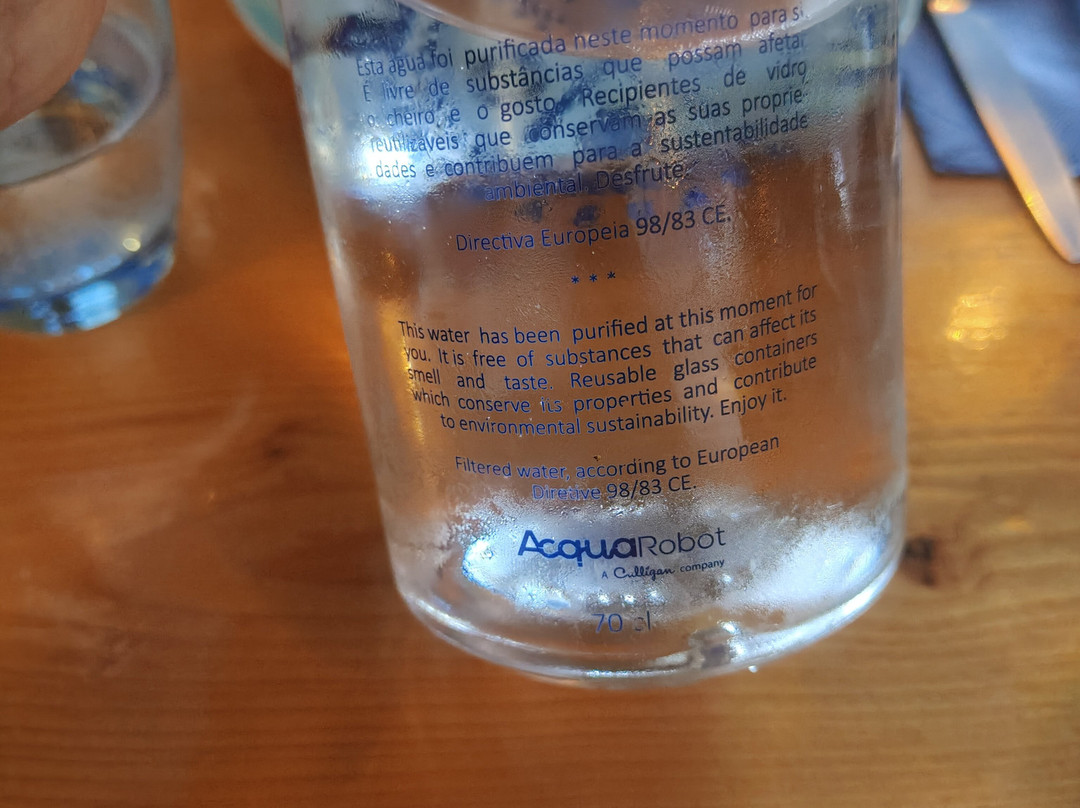 Esta água foi purificada neste momento para si.
É livre de substâncias que possam afetar
o cheiro e o gosto. Recipientes de vidro
reutilizáveis que conservam as suas proprie-
dades e contribuem para a sustentabilidade
ambiental. Desfrute.
Directiva Europeia 98/83 CE.
* * *
This water has been purified at this moment for
you. It is free of substances that can affect its
smell and taste. Reusable glass containers
which conserve its properties and contribute
to environmental sustainability. Enjoy it.
Filtered water, according to European
Diretive 98/83 CE.
AcquaRobot
A Culligan company
70 cl